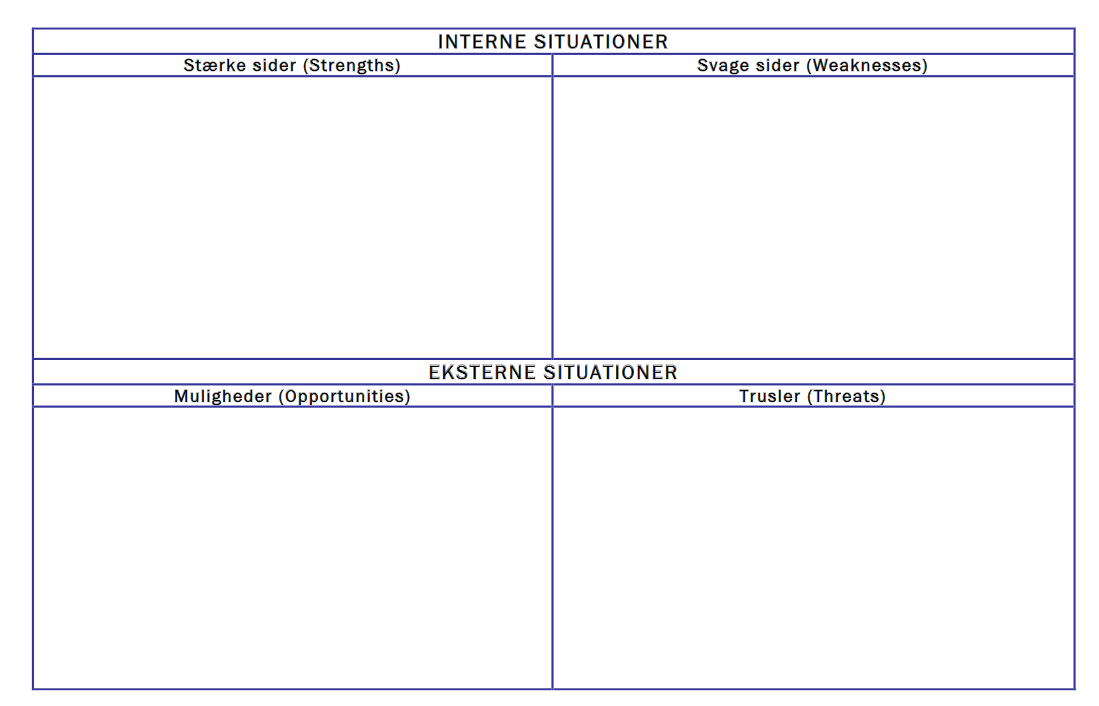 INTERNE SITUATIONER
Stærke sider (Strengths)
Svage sider (Weaknesses)
EKSTERNE SITUATIONER
Muligheder (Opportunities)
Trusler (Threats)